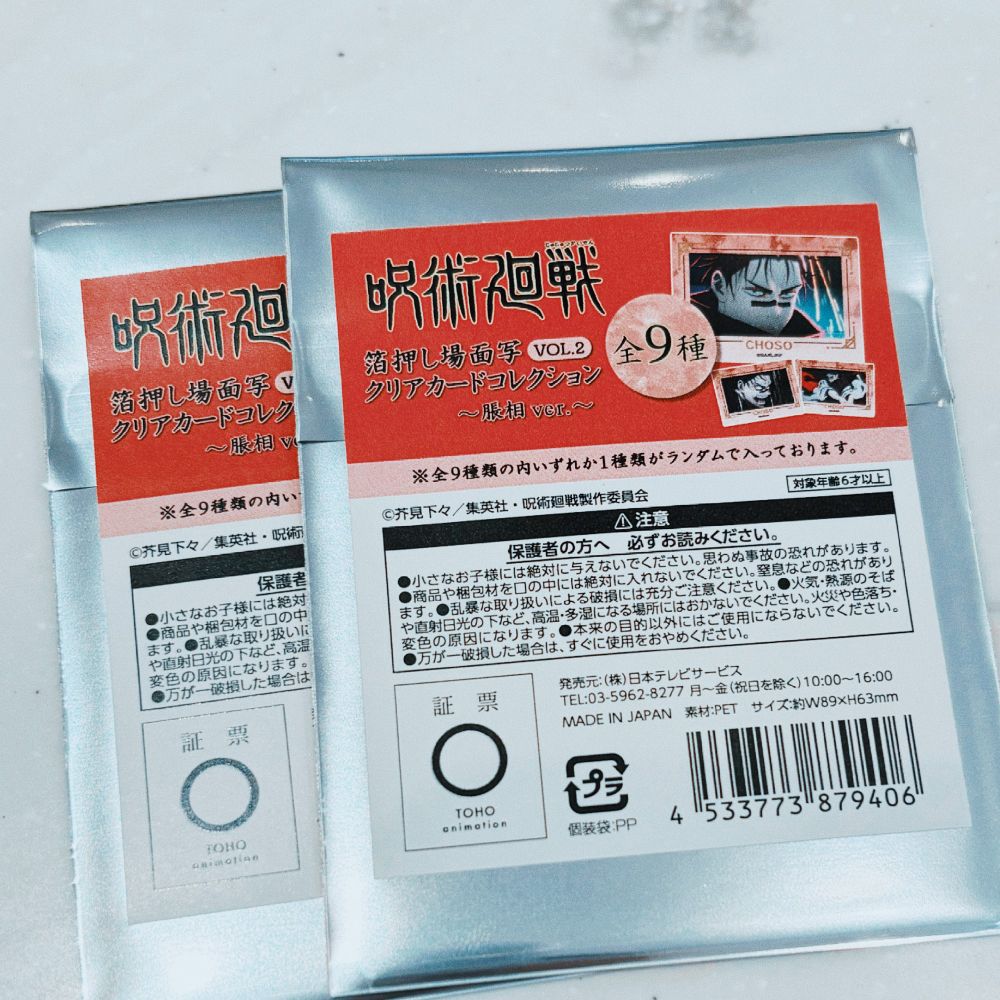 呪術廻戦
じゅじゅつかいせん
箔押し場面写 VOL.2
クリアカードコレクション
～脹相 ver.～
全9種
CHOSO
CHOSO
CHOSO
※全9種類の内いずれか1種類がランダムで入っております。
©芥見下々／集英社・呪術廻戦製作委員会
対象年齢6才以上
⚠注意
保護者の方へ 必ずお読みください。
●小さなお子様には絶対に与えないでください。思わぬ事故の恐れがあります。
●商品や梱包材を口の中には絶対に入れないでください。窒息などの恐れがあり
ます。●乱暴な取り扱いによる破損には充分ご注意ください。●火気・熱源のそば
や直射日光の下など、高温・多湿になる場所にはおかないでください。火災や色落ち・
変色の原因になります。●本来の目的以外にはご使用にならないでください。
●万が一破損した場合は、すぐに使用をおやめください。
証票
TOHO
animation
発売元:(株)日本テレビサービス
TEL:03-5962-8277 月～金(祝日を除く)10:00～16:00
MADE IN JAPAN 素材:PET サイズ:約W89×H63mm
プラ
個装袋:PP
4 533773 879406
呪術廻
箔押し場面写
クリアカードコレク
～脹相 ve
※全9種類の内い
©芥見下々／集英社・呪術
保護者
●小さなお子様には絶対
●商品や梱包材を口の中
ます。●乱暴な取り扱いに
や直射日光の下など、高温
変色の原因になります。
●万が一破損した場合は
証票
TOHO
animation